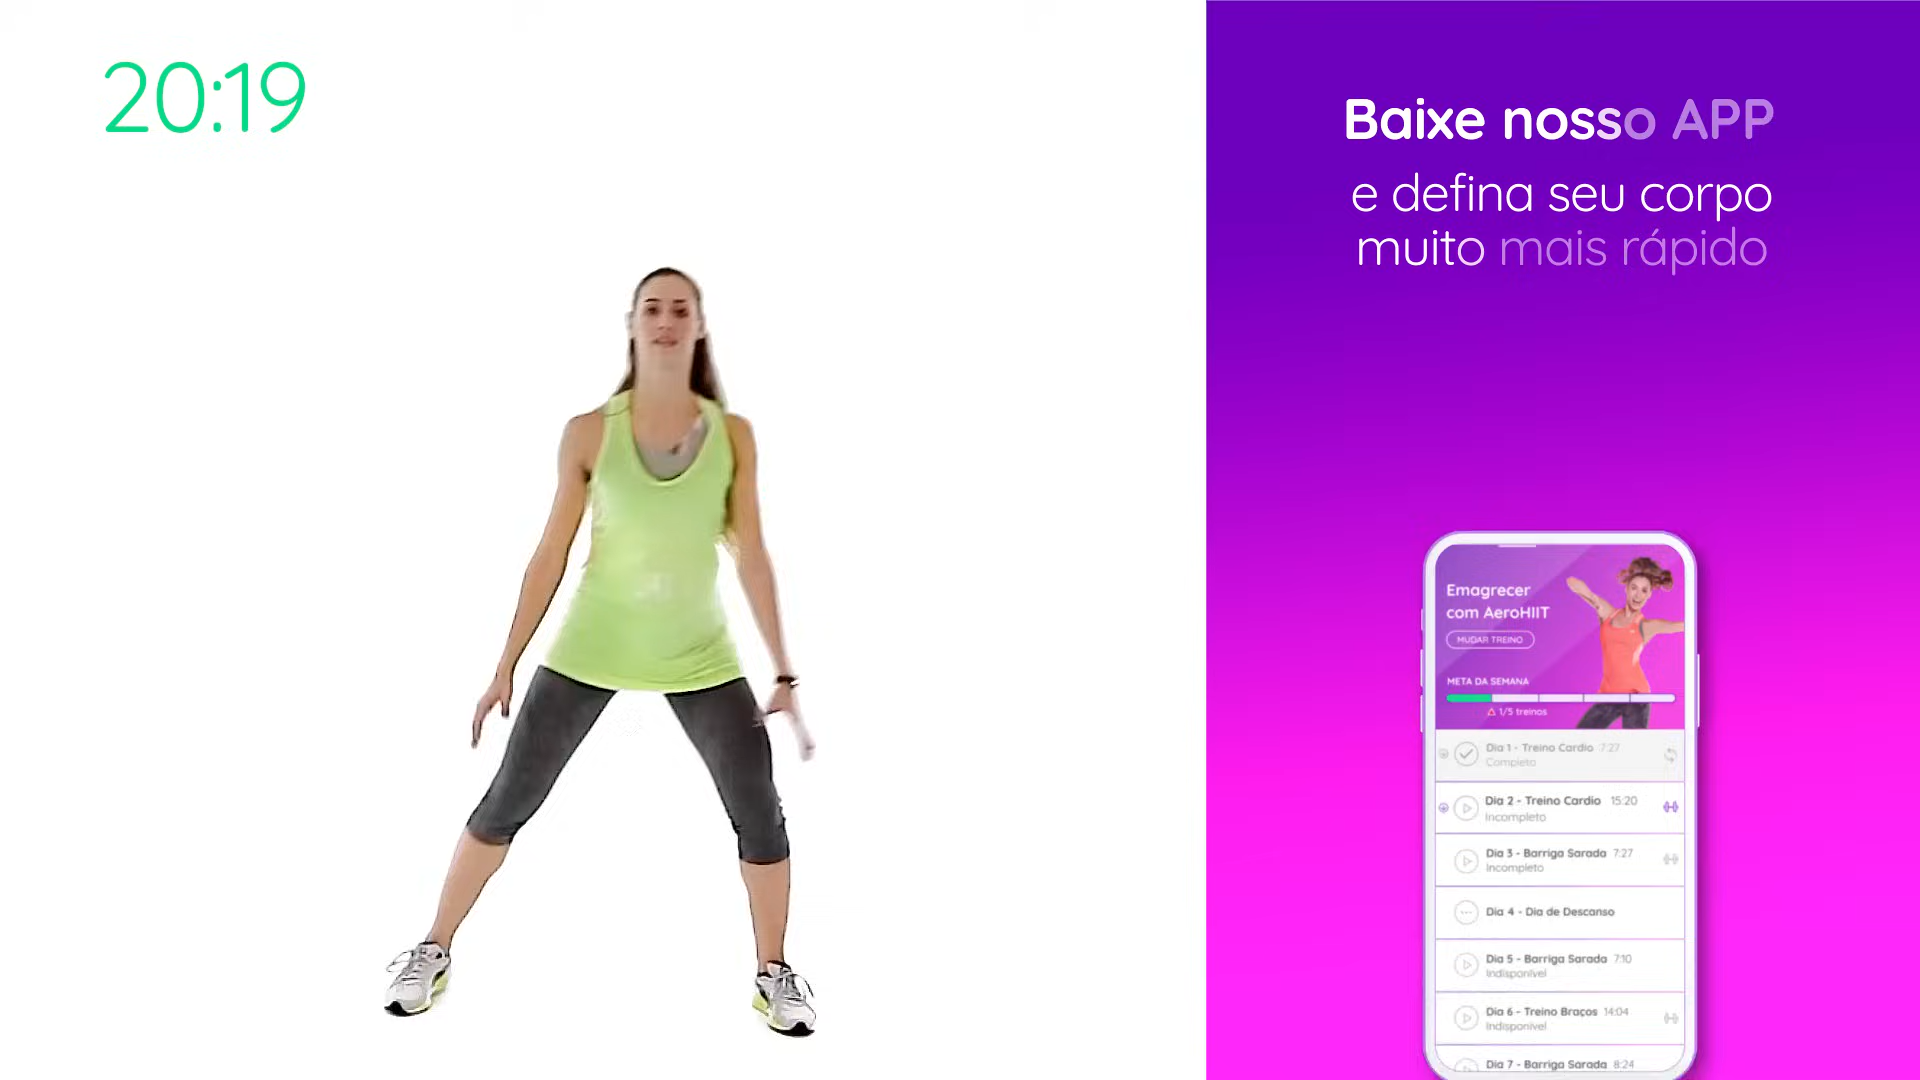 20:19
Baixe nosso APP
e defina seu corpo
muito mais rápido
Emagrecer
com AeroHIIT
MUDAR TREINO
META DA SEMANA
1/5 treinos
Dia 1 - Treino Cardio 7:27
Completo
Dia 2 - Treino Cardio 15:20
Incompleto
Dia 3 - Barriga Sarada 7:27
Incompleto
Dia 4 - Dia de Descanso
Dia 5 - Barriga Sarada 7:10
Indisponível
Dia 6 - Treino Braços 14:04
Indisponível
Dia 7 - Barriga Sarada 8:24